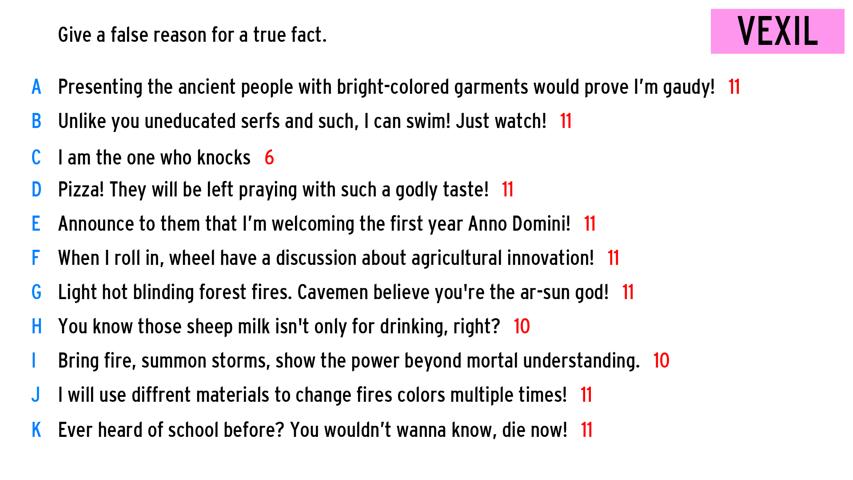 Give a false reason for a true fact.
VEXIL
A Presenting the ancient people with bright-colored garments would prove I'm gaudy! 11
B Unlike you uneducated serfs and such, I can swim! Just watch! 11
C I am the one who knocks 6
D Pizza! They will be left praying with such a godly taste! 11
E Announce to them that I'm welcoming the first year Anno Domini! 11
F When I roll in, wheel have a discussion about agricultural innovation! 11
G Light hot blinding forest fires. Cavemen believe you're the ar-sun god! 11
H You know those sheep milk isn't only for drinking, right? 10
I Bring fire, summon storms, show the power beyond mortal understanding. 10
J I will use diffrent materials to change fires colors multiple times! 11
K Ever heard of school before? You wouldn't wanna know, die now! 11